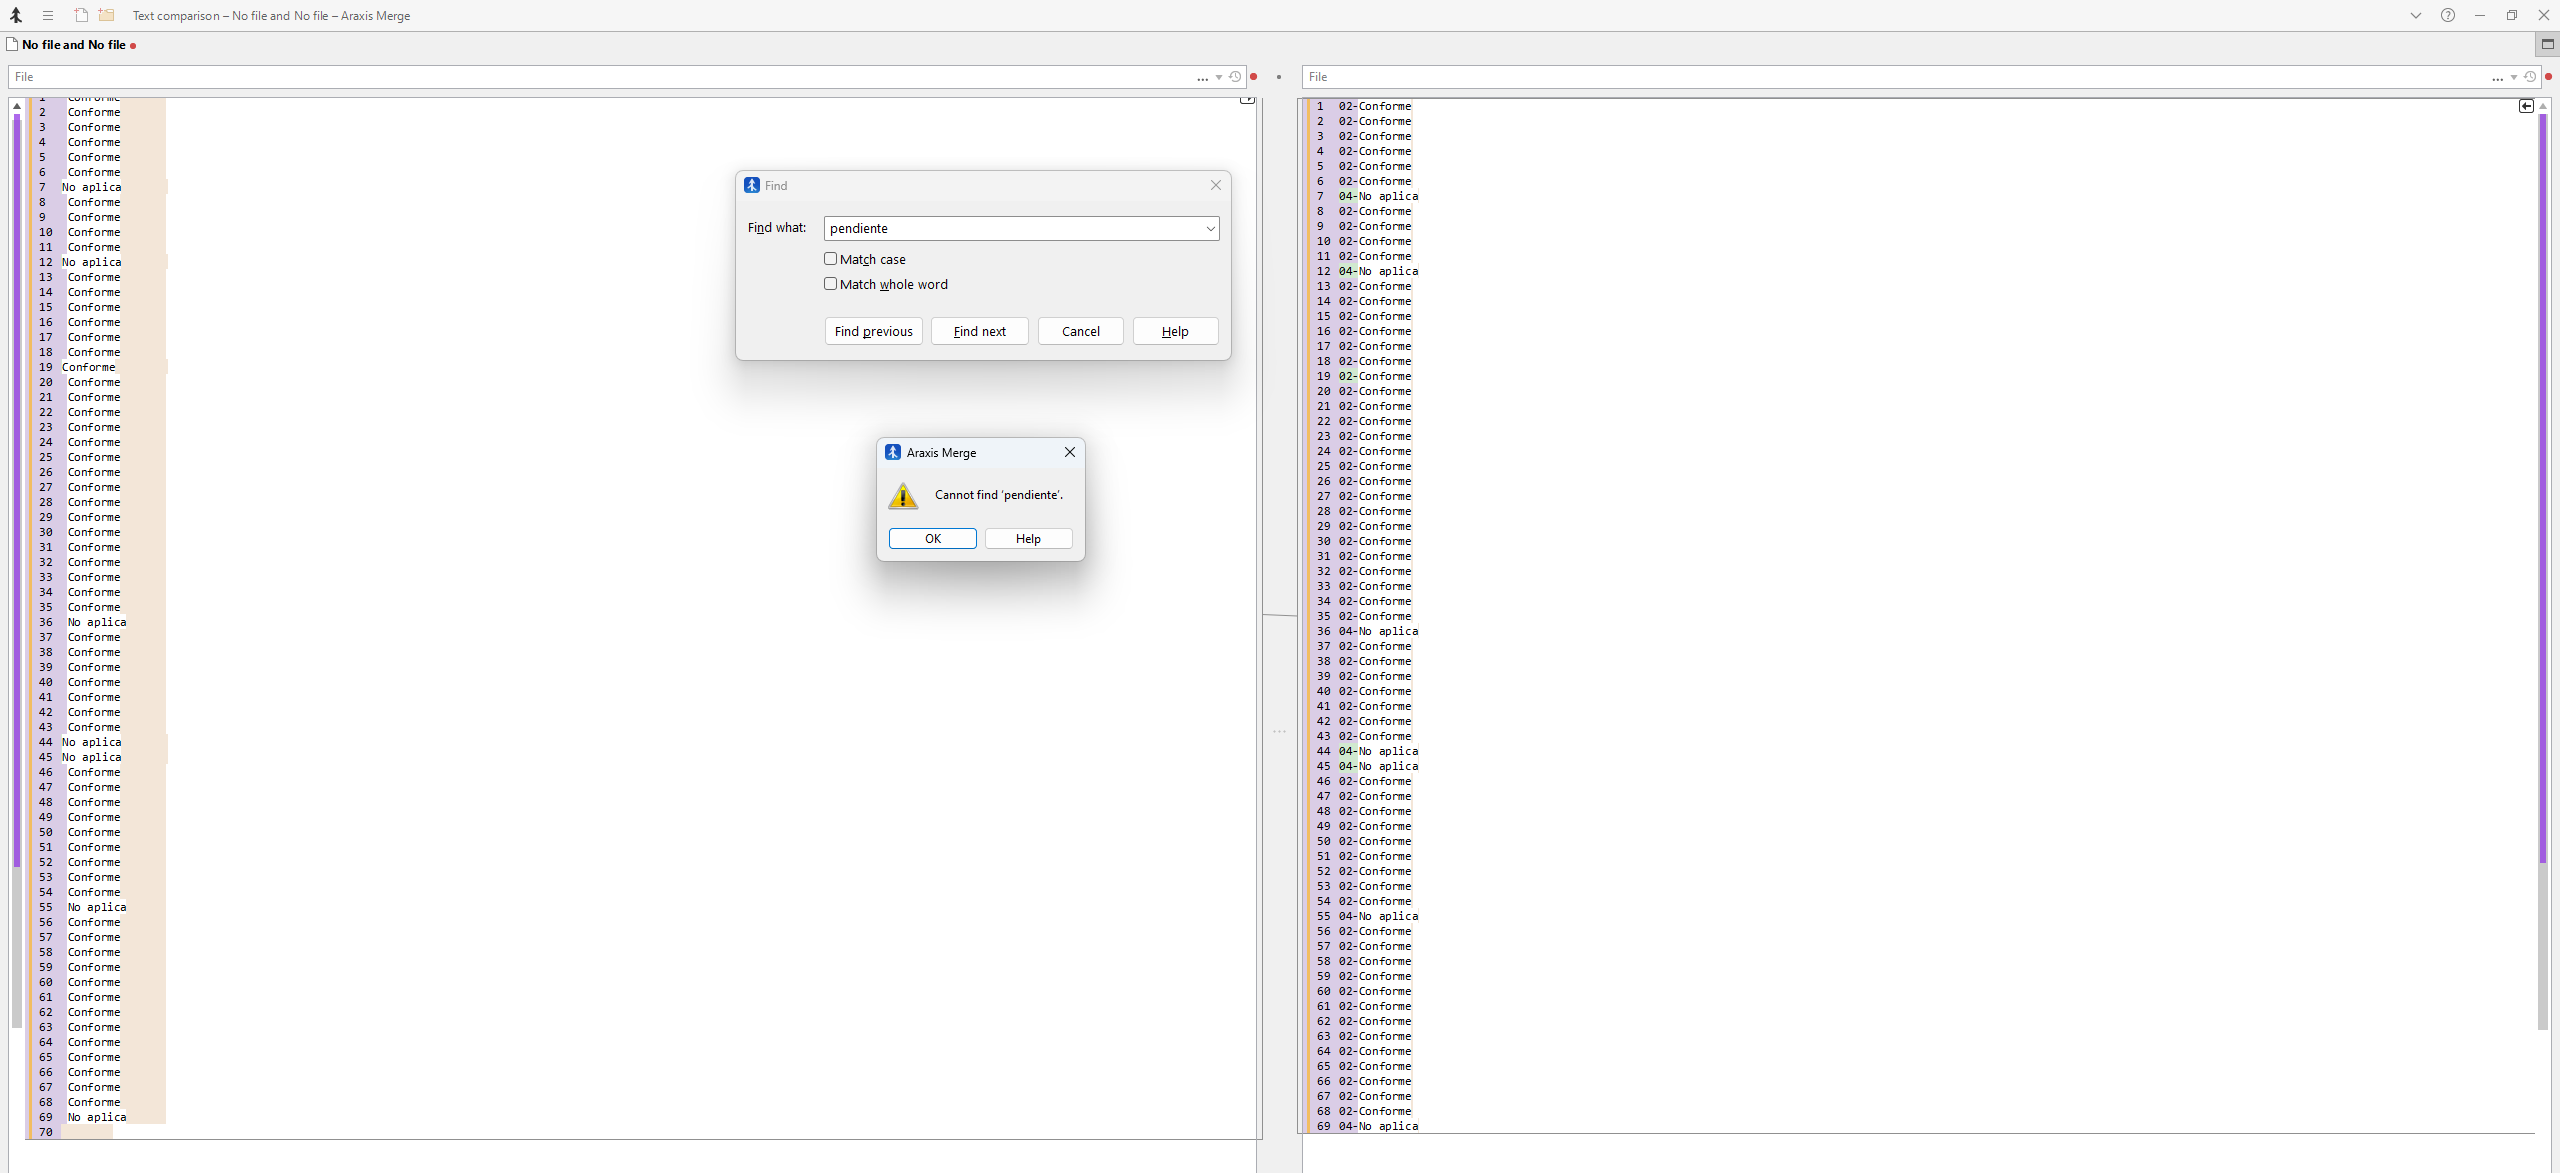 Text comparison – No file and No file – Araxis Merge
No file and No file
File
File
1 Conforme
2 Conforme
3 Conforme
4 Conforme
5 Conforme
6 Conforme
7 No aplica
8 Conforme
9 Conforme
10 Conforme
11 Conforme
12 No aplica
13 Conforme
14 Conforme
15 Conforme
16 Conforme
17 Conforme
18 Conforme
19 Conforme
20 Conforme
21 Conforme
22 Conforme
23 Conforme
24 Conforme
25 Conforme
26 Conforme
27 Conforme
28 Conforme
29 Conforme
30 Conforme
31 Conforme
32 Conforme
33 Conforme
34 Conforme
35 Conforme
36 No aplica
37 Conforme
38 Conforme
39 Conforme
40 Conforme
41 Conforme
42 Conforme
43 Conforme
44 No aplica
45 No aplica
46 Conforme
47 Conforme
48 Conforme
49 Conforme
50 Conforme
51 Conforme
52 Conforme
53 Conforme
54 Conforme
55 No aplica
56 Conforme
57 Conforme
58 Conforme
59 Conforme
60 Conforme
61 Conforme
62 Conforme
63 Conforme
64 Conforme
65 Conforme
66 Conforme
67 Conforme
68 Conforme
69 No aplica
70
Find
Find what: pendiente
Match case
Match whole word
Find previous Find next Cancel Help
Araxis Merge
Cannot find ‘pendiente’.
OK Help
1 02-Conforme
2 02-Conforme
3 02-Conforme
4 02-Conforme
5 02-Conforme
6 02-Conforme
7 04-No aplica
8 02-Conforme
9 02-Conforme
10 02-Conforme
11 02-Conforme
12 04-No aplica
13 02-Conforme
14 02-Conforme
15 02-Conforme
16 02-Conforme
17 02-Conforme
18 02-Conforme
19 02-Conforme
20 02-Conforme
21 02-Conforme
22 02-Conforme
23 02-Conforme
24 02-Conforme
25 02-Conforme
26 02-Conforme
27 02-Conforme
28 02-Conforme
29 02-Conforme
30 02-Conforme
31 02-Conforme
32 02-Conforme
33 02-Conforme
34 02-Conforme
35 02-Conforme
36 04-No aplica
37 02-Conforme
38 02-Conforme
39 02-Conforme
40 02-Conforme
41 02-Conforme
42 02-Conforme
43 02-Conforme
44 04-No aplica
45 04-No aplica
46 02-Conforme
47 02-Conforme
48 02-Conforme
49 02-Conforme
50 02-Conforme
51 02-Conforme
52 02-Conforme
53 02-Conforme
54 02-Conforme
55 04-No aplica
56 02-Conforme
57 02-Conforme
58 02-Conforme
59 02-Conforme
60 02-Conforme
61 02-Conforme
62 02-Conforme
63 02-Conforme
64 02-Conforme
65 02-Conforme
66 02-Conforme
67 02-Conforme
68 02-Conforme
69 04-No aplica